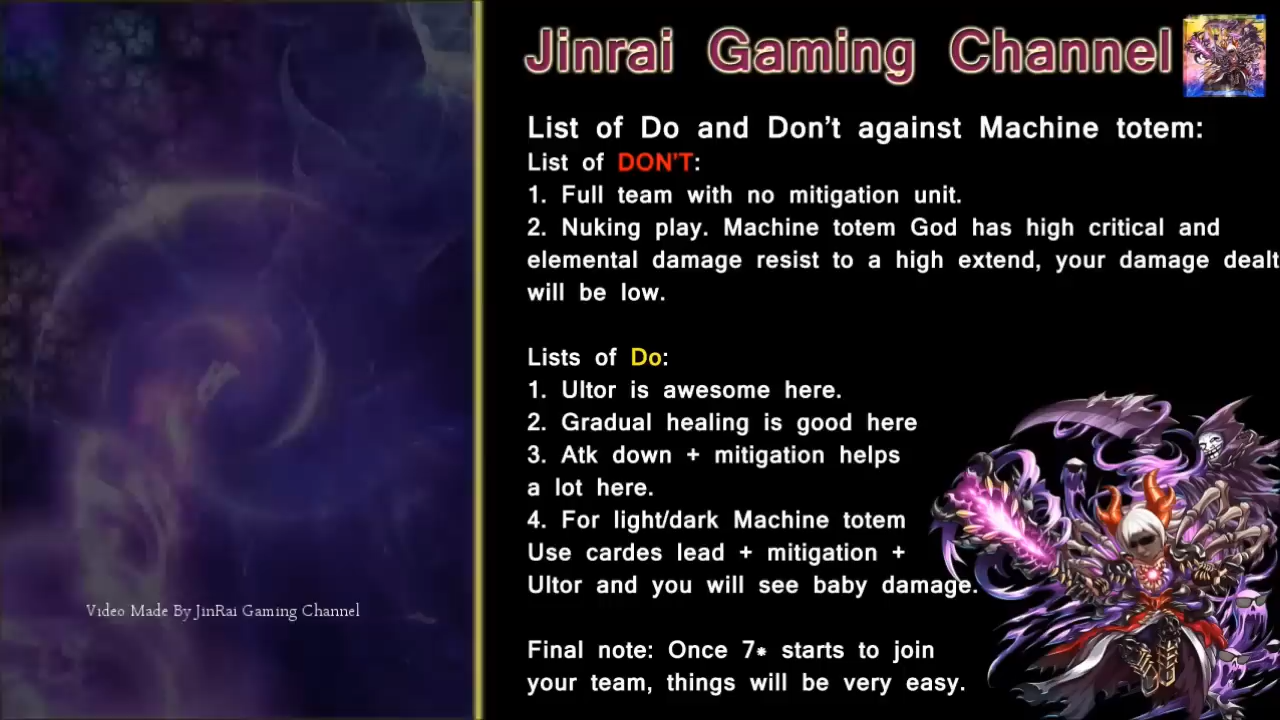 Jinrai Gaming Channel
List of Do and Don't against Machine totem:
List of DON'T:
1. Full team with no mitigation unit.
2. Nuking play. Machine totem God has high critical and
elemental damage resist to a high extend, your damage dealt
will be low.
Lists of Do:
1. Ultor is awesome here.
2. Gradual healing is good here
3. Atk down + mitigation helps
a lot here.
4. For light/dark Machine totem
Use cardes lead + mitigation +
Ultor and you will see baby damage.
Final note: Once 7* starts to join
your team, things will be very easy.
Video Made By JinRai Gaming Channel